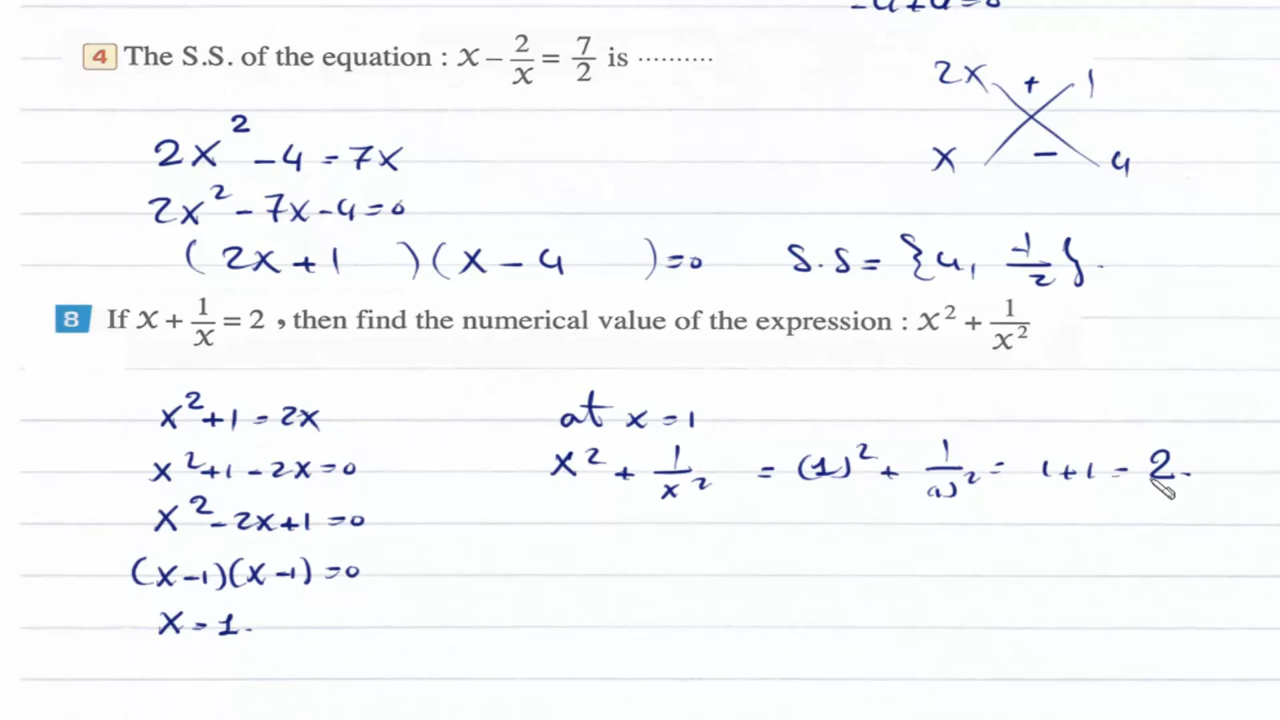 -4+4=0
4 The S.S. of the equation : x - 2/x = 7/2 is ..........
2x + 1
x - 4
2x² - 4 = 7x
2x² - 7x - 4 = 0
(2x + 1 )(x - 4 ) = 0 S.S = {4, -1/2}.
8 If x + 1/x = 2 , then find the numerical value of the expression : x² + 1/x²
x² + 1 = 2x
x² + 1 - 2x = 0
x² - 2x + 1 = 0
(x - 1)(x - 1) = 0
x = 1.
at x = 1
x² + 1/x² = (1)² + 1/(1)² = 1 + 1 = 2.